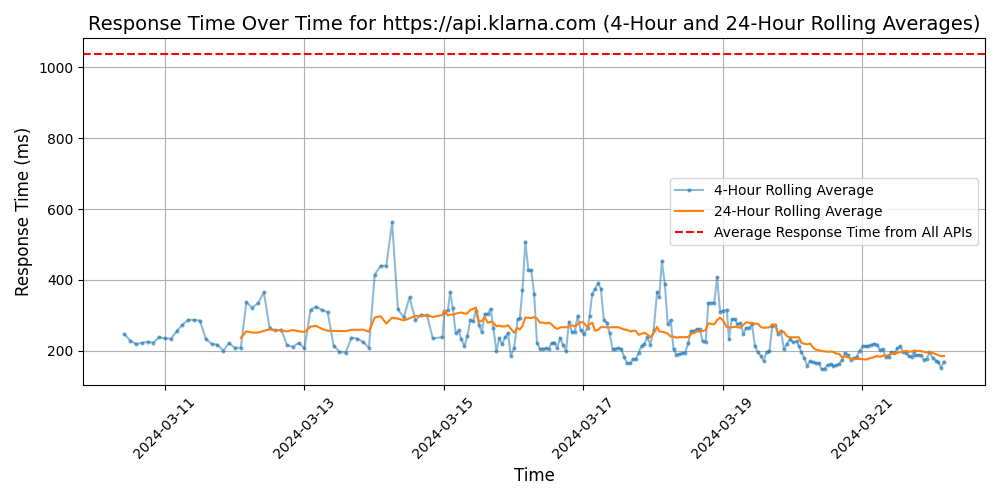 Response Time Over Time for https://api.klarna.com (4-Hour and 24-Hour Rolling Averages)
Response Time (ms)
1000
800
600
400
200
4-Hour Rolling Average
24-Hour Rolling Average
Average Response Time from All APIs
2024-03-11
2024-03-13
2024-03-15
2024-03-17
2024-03-19
2024-03-21
Time